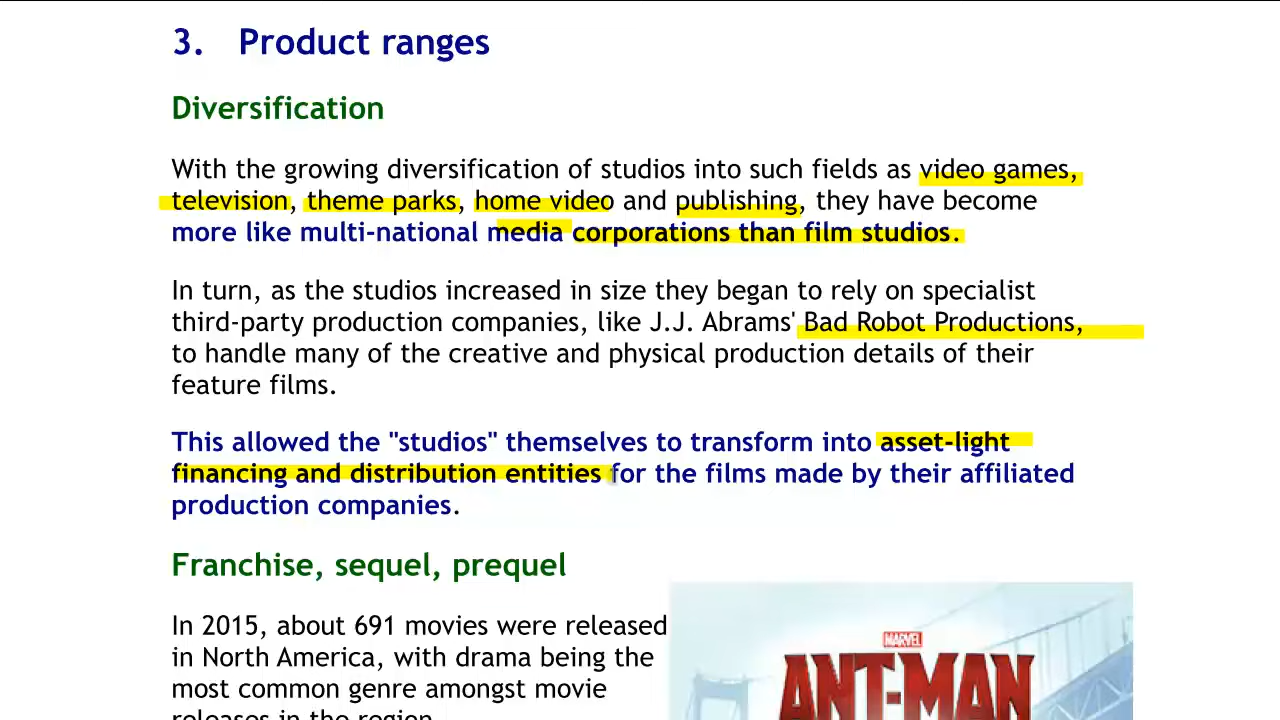 3. Product ranges
Diversification
With the growing diversification of studios into such fields as video games,
television, theme parks, home video and publishing, they have become
more like multi-national media corporations than film studios.
In turn, as the studios increased in size they began to rely on specialist
third-party production companies, like J.J. Abrams' Bad Robot Productions,
to handle many of the creative and physical production details of their
feature films.
This allowed the "studios" themselves to transform into asset-light
financing and distribution entities for the films made by their affiliated
production companies.
Franchise, sequel, prequel
In 2015, about 691 movies were released
in North America, with drama being the
most common genre amongst movie
releases in the region.
MARVEL
ANT-MAN